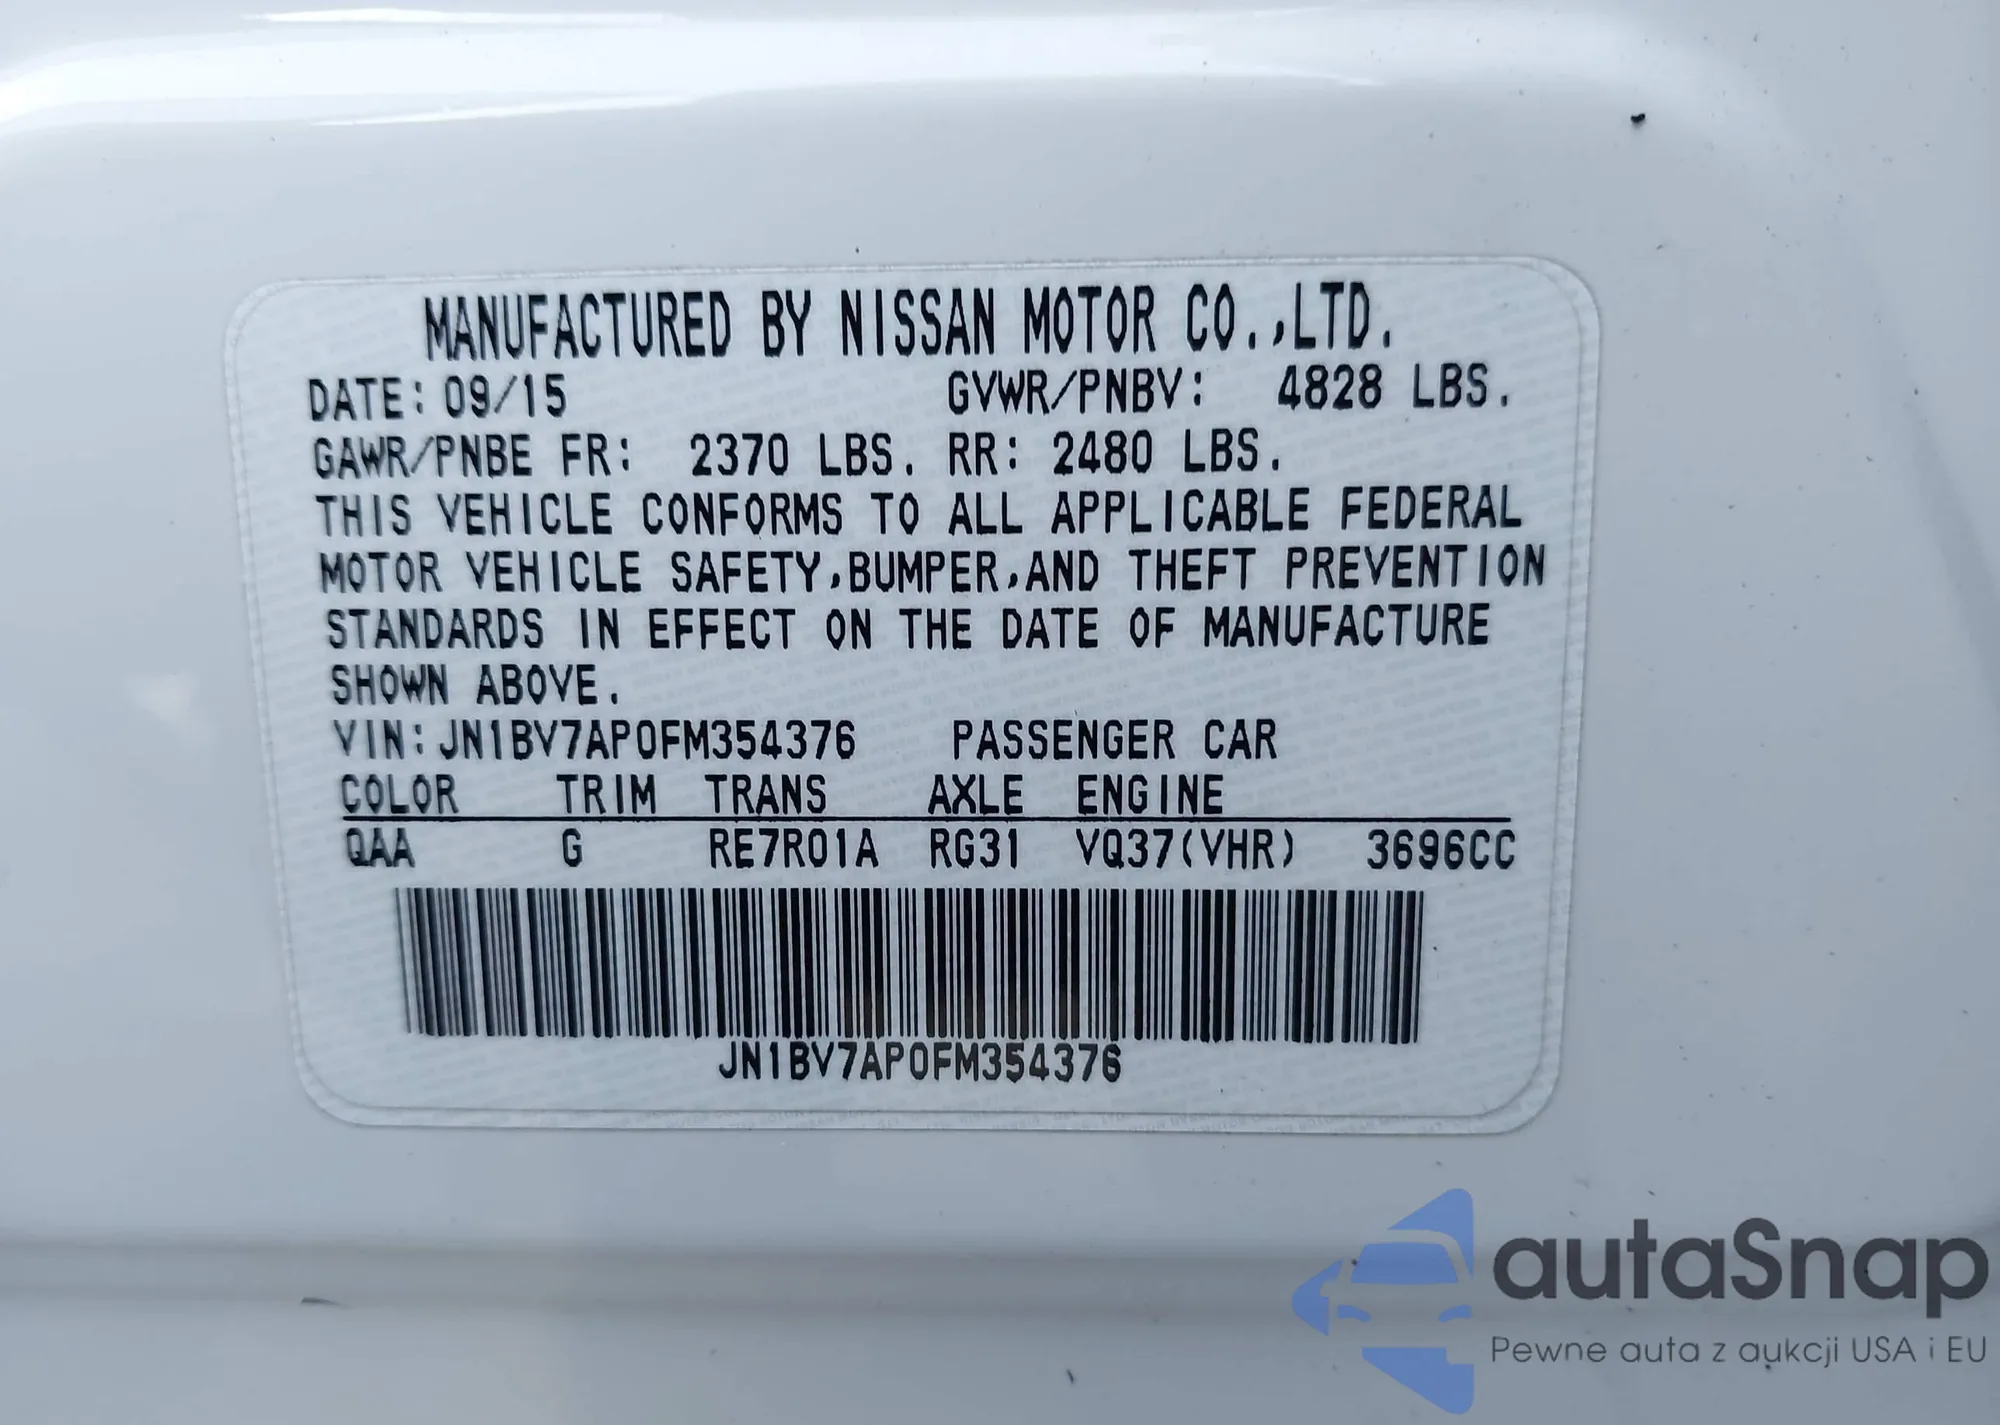 MANUFACTURED BY NISSAN MOTOR CO.,LTD.
DATE: 09/15 GVWR/PNBV: 4828 LBS.
GAWR/PNBE FR: 2370 LBS. RR: 2480 LBS.
THIS VEHICLE CONFORMS TO ALL APPLICABLE FEDERAL
MOTOR VEHICLE SAFETY,BUMPER,AND THEFT PREVENTION
STANDARDS IN EFFECT ON THE DATE OF MANUFACTURE
SHOWN ABOVE.
VIN:JN1BV7AP0FM354376 PASSENGER CAR
COLOR TRIM TRANS AXLE ENGINE
QAA G RE7R01A RG31 VQ37(VHR) 3696CC
JN1BV7AP0FM354376
autaSnap
Pewne auta z aukcji USA i EU